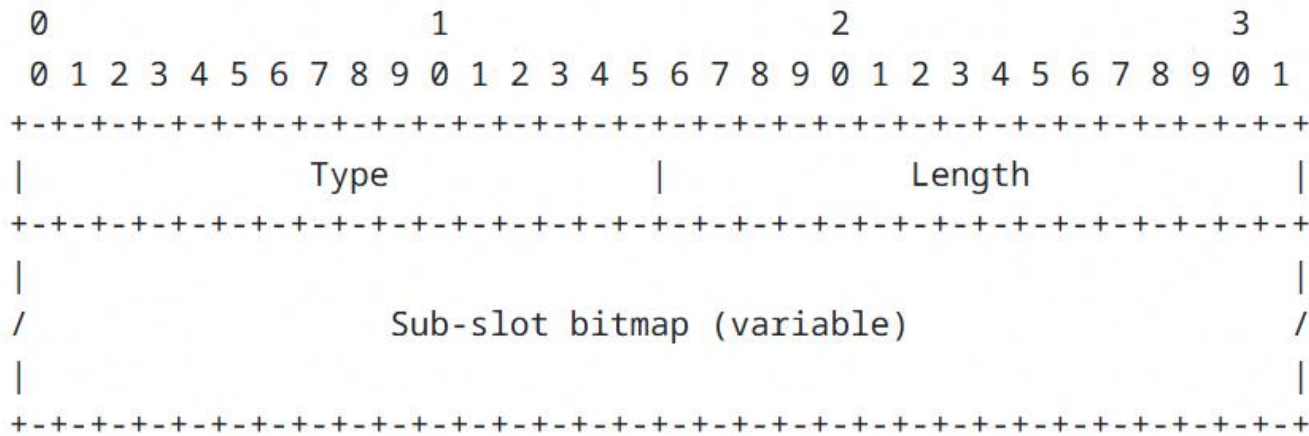 0                   1                   2                   3
0 1 2 3 4 5 6 7 8 9 0 1 2 3 4 5 6 7 8 9 0 1 2 3 4 5 6 7 8 9 0 1
+-+-+-+-+-+-+-+-+-+-+-+-+-+-+-+-+-+-+-+-+-+-+-+-+-+-+-+-+-+-+-+-+
|              Type             |            Length             |
+-+-+-+-+-+-+-+-+-+-+-+-+-+-+-+-+-+-+-+-+-+-+-+-+-+-+-+-+-+-+-+-+
|                                                               |
/                  Sub-slot bitmap (variable)                   /
|                                                               |
+-+-+-+-+-+-+-+-+-+-+-+-+-+-+-+-+-+-+-+-+-+-+-+-+-+-+-+-+-+-+-+-+